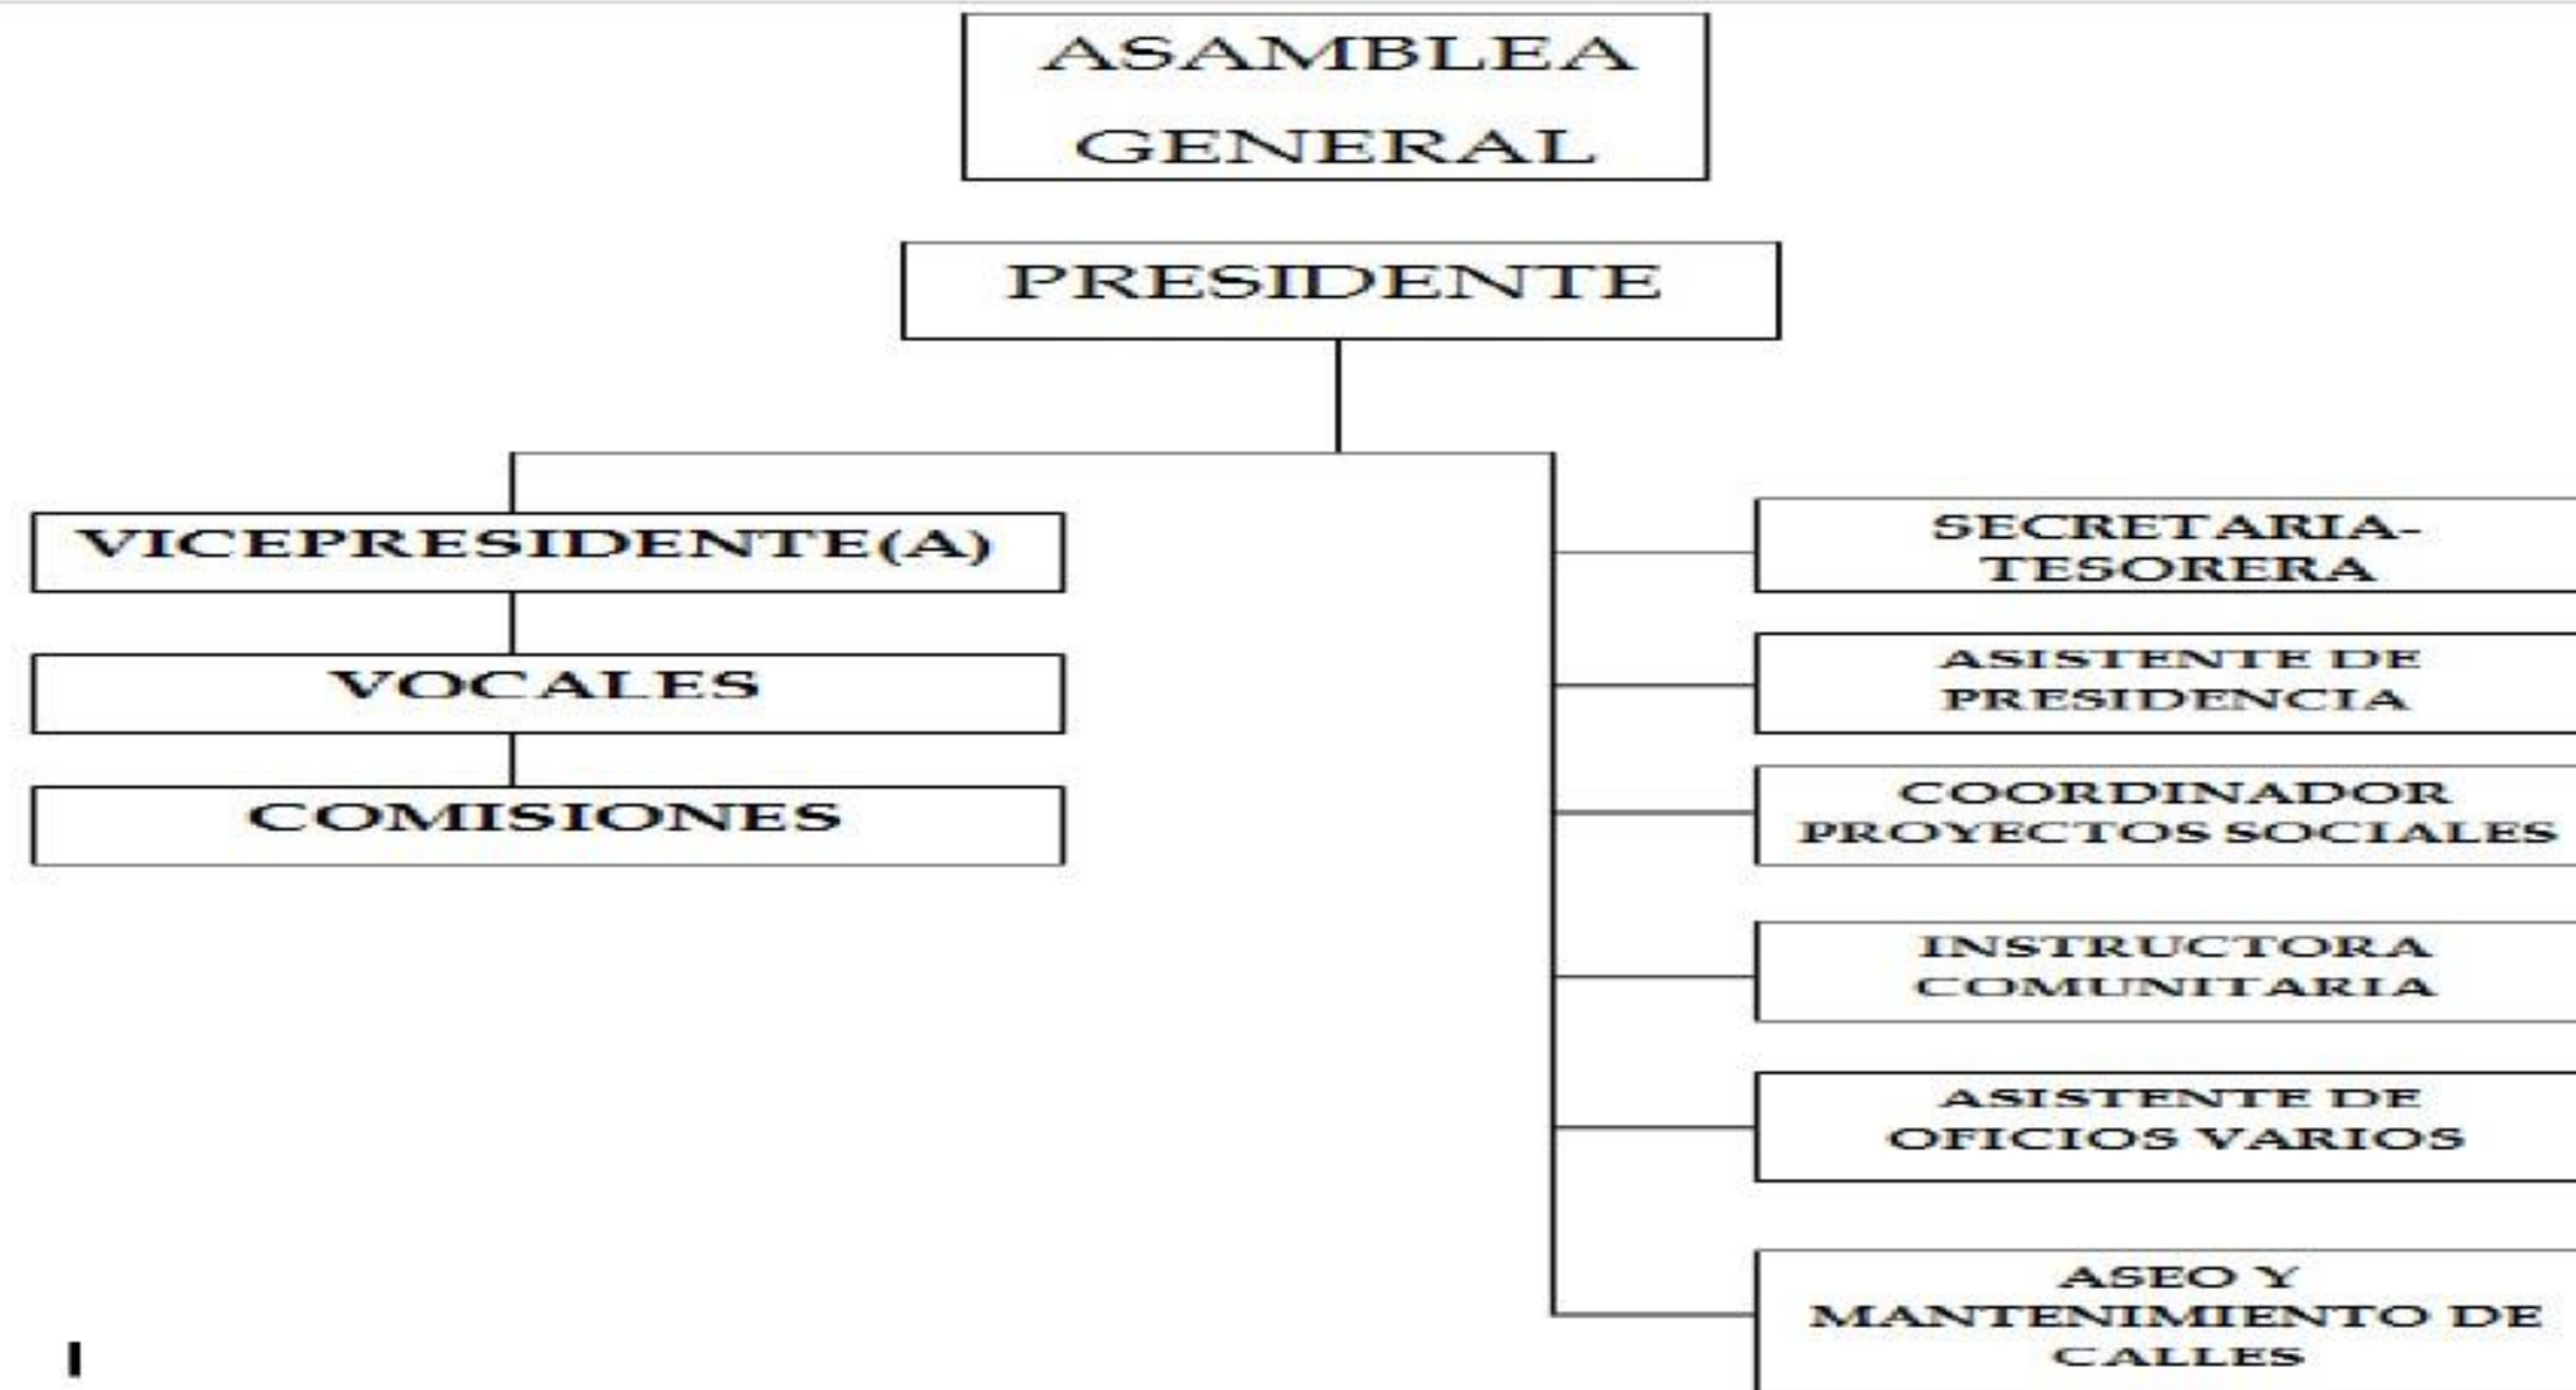 ASAMBLEA
GENERAL
PRESIDENTE
VICEPRESIDENTE(A)
VOCALES
COMISIONES
SECRETARIA-
TESORERA
ASISTENTE DE
PRESIDENCIA
COORDINADOR
PROYECTOS SOCIALES
INSTRUCTORA
COMUNITARIA
ASISTENTE DE
OFICIOS VARIOS
ASEO Y
MANTENIMIENTO DE
CALLES